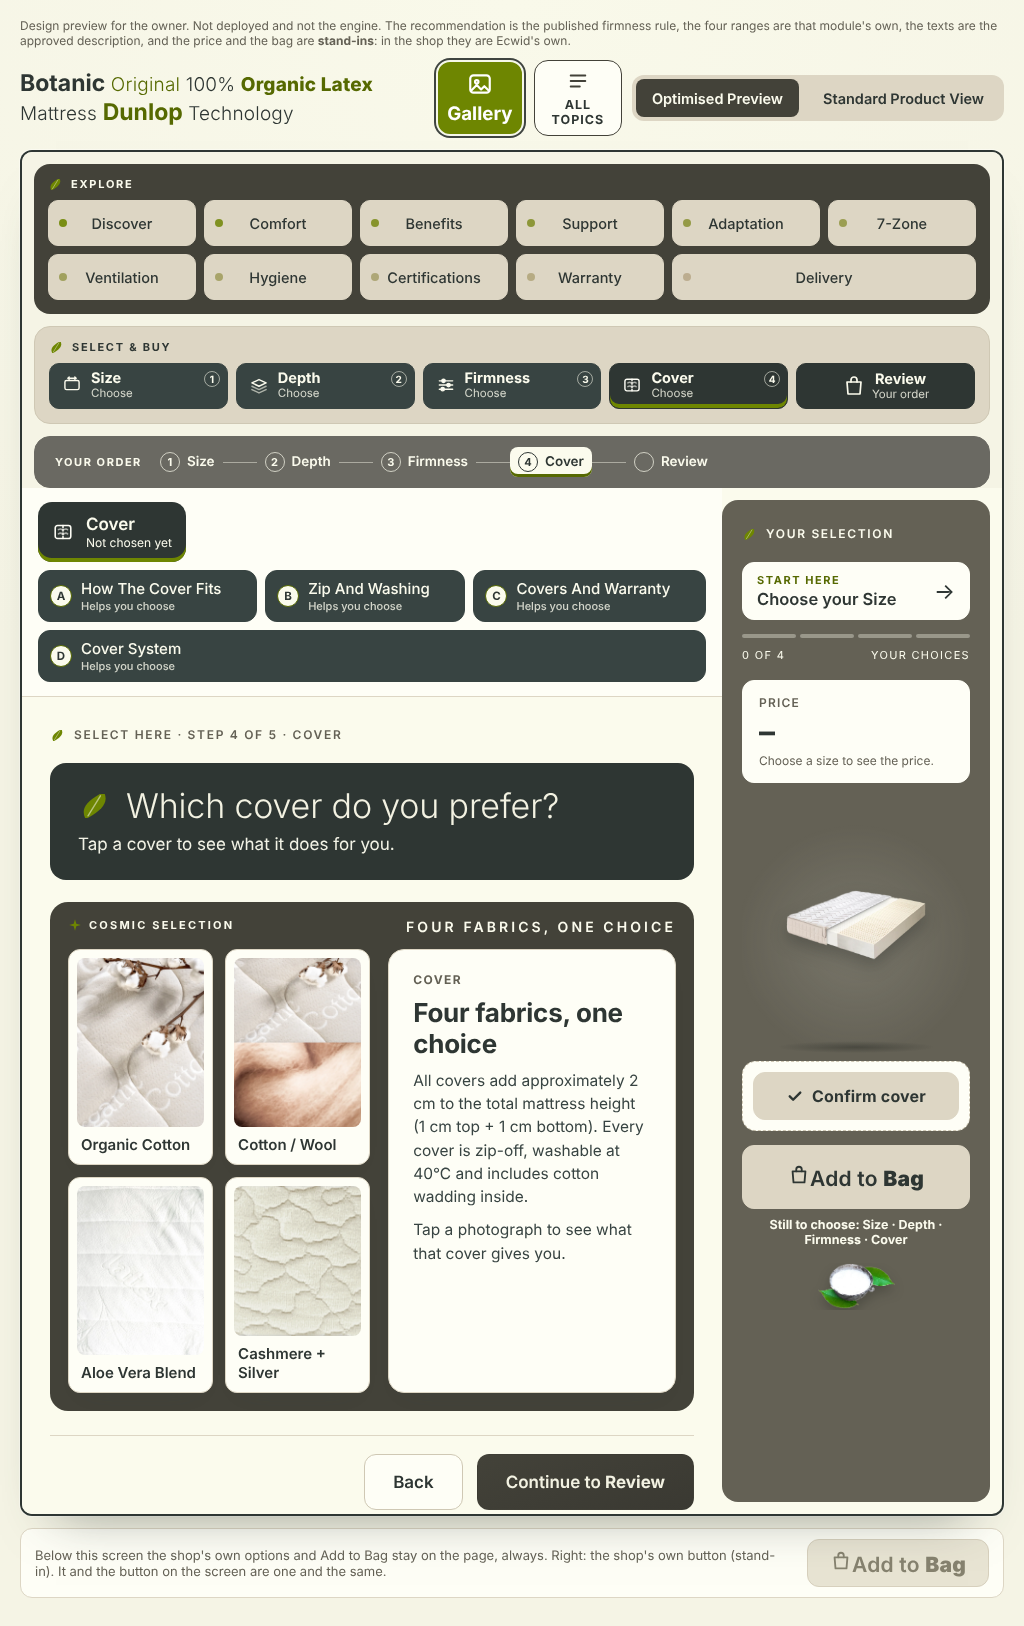 Design preview for the owner. Not deployed and not the engine. The recommendation is the published firmness rule, the four ranges are that module's own, the texts are the
approved description, and the price and the bag are stand-ins: in the shop they are Ecwid's own.
Botanic Original 100% Organic Latex
Mattress Dunlop Technology
Gallery
ALL
TOPICS
Optimised Preview
Standard Product View
EXPLORE
Discover
Comfort
Benefits
Support
Adaptation
7-Zone
Ventilation
Hygiene
Certifications
Warranty
Delivery
SELECT & BUY
Size
Choose
1
Depth
Choose
2
Firmness
Choose
3
Cover
Choose
4
Review
Your order
YOUR ORDER
1 Size
2 Depth
3 Firmness
4 Cover
Review
Cover
Not chosen yet
A
How The Cover Fits
Helps you choose
B
Zip And Washing
Helps you choose
C
Covers And Warranty
Helps you choose
D
Cover System
Helps you choose
SELECT HERE · STEP 4 OF 5 · COVER
Which cover do you prefer?
Tap a cover to see what it does for you.
COSMIC SELECTION
FOUR FABRICS, ONE CHOICE
Organic Cotton
Cotton / Wool
Aloe Vera Blend
Cashmere +
Silver
COVER
Four fabrics, one
choice
All covers add approximately 2
cm to the total mattress height
(1 cm top + 1 cm bottom). Every
cover is zip-off, washable at
40°C and includes cotton
wadding inside.
Tap a photograph to see what
that cover gives you.
Back
Continue to Review
YOUR SELECTION
START HERE
Choose your Size
0 OF 4
YOUR CHOICES
PRICE
–
Choose a size to see the price.
Confirm cover
Add to Bag
Still to choose: Size · Depth ·
Firmness · Cover
Below this screen the shop's own options and Add to Bag stay on the page, always. Right: the shop's own button (stand-
in). It and the button on the screen are one and the same.
Add to Bag